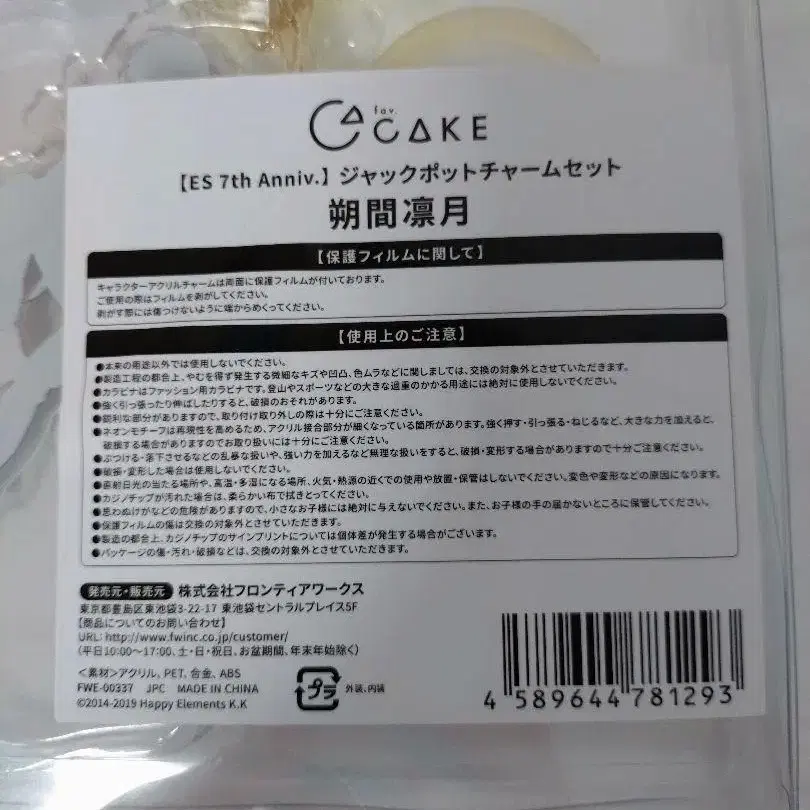 fav.
CAKE
【ES 7th Anniv.】ジャックポットチャームセット
朔間凛月
【保護フィルムに関して】
キャラクターアクリルチャームは両面に保護フィルムが付いております。
ご使用の際はフィルムを剥がしてください。
剥がす際には傷つけないように端からめくってください。
【使用上のご注意】
●本来の用途以外では使用しないでください。
●製造工程の都合上、やむを得ず発生する微細なキズや凹凸、色ムラなどに関しましては、交換の対象外とさせていただきます。
●カラビナはファッション用カラビナです。登山やスポーツなどの大きな過重のかかる用途には絶対に使用しないでください。
●強く引っ張ったり伸ばしたりすると、破損のおそれがあります。
●鋭利な部分がありますので、取り付け取り外しの際は十分にご注意ください。
●ネオンモチーフは再現性を高めるため、アクリル接合部分が細くなっている箇所があります。強く押す・引っ張る・ねじるなど、大きな力を加えると、
破損する場合がありますのでお取り扱いには十分にご注意ください。
●ぶつける・落下させるなどの乱暴な扱いや、強い力を加えるなど無理な扱いをすると、破損・変形する場合がありますので十分ご注意ください。
●破損・変形した場合は使用しないでください。
●直射日光の当たる場所や、高温・多湿になる場所、火気・熱源の近くでの使用や放置・保管はしないでください。変色や変形などの原因になります。
●カジノチップが汚れた場合は、柔らかい布で拭きとってください。
●思わぬけがなどの危険がありますので、小さなお子様には絶対に与えないでください。また、お子様の手の届かないところに保管してください。
●保護フィルムの傷は交換の対象外とさせていただきます。
●製造の都合上、カジノチップのサインプリントについては個体差が発生する場合がございます。
●パッケージの傷・汚れ・破損などは、交換の対象外とさせていただきます。
発売元・販売元 株式会社フロンティアワークス
東京都豊島区東池袋3-22-17 東池袋セントラルプレイス5F
【商品についてのお問い合わせ】
URL: http://www.fwinc.co.jp/customer/
(平日10:00〜17:00、土・日・祝日、お盆期間、年末年始除く)
<素材>アクリル、PET、合金、ABS
FWE-00337 JPC MADE IN CHINA
©2014-2019 Happy Elements K.K
プラ 外装、内装
4 589644 781293